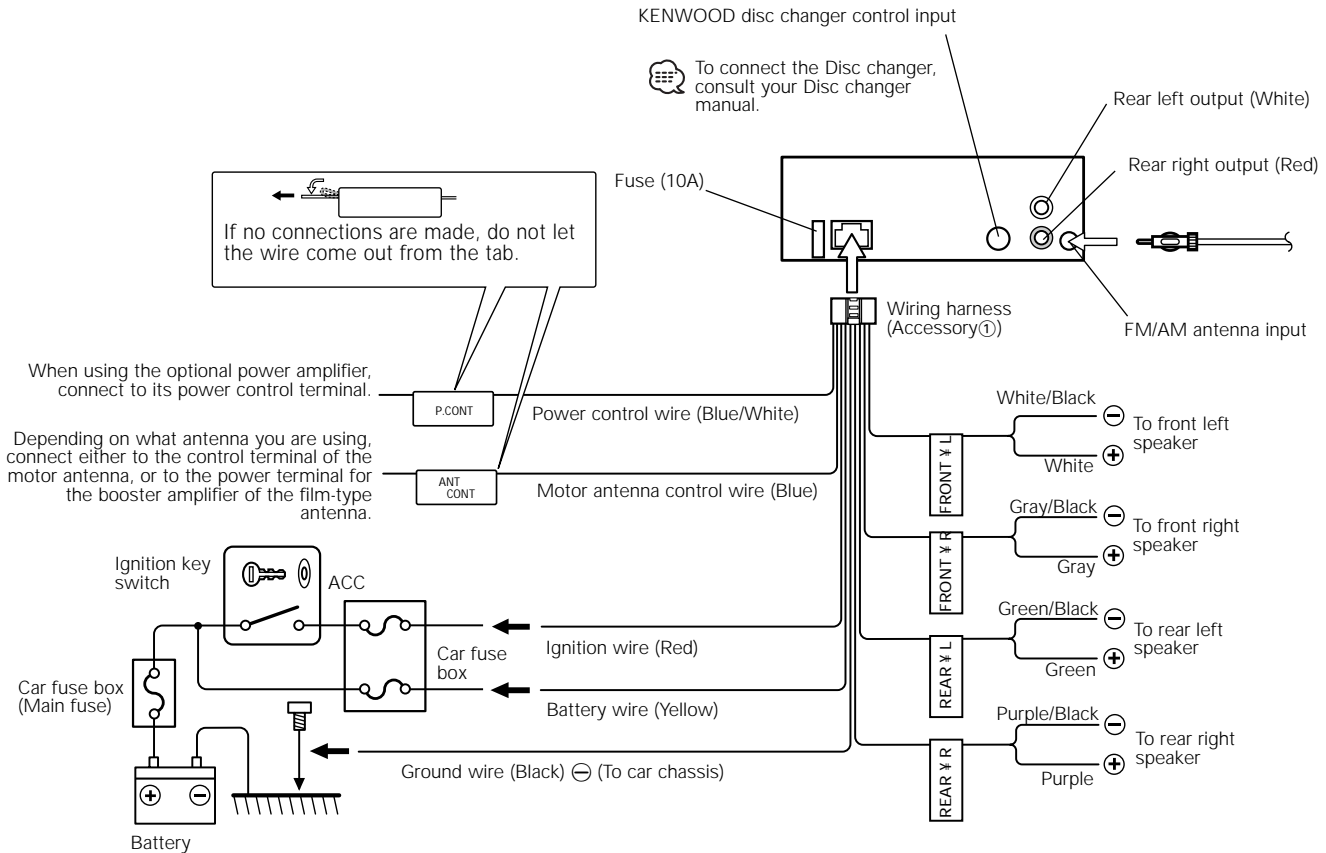 KENWOOD disc changer control input
To connect the Disc changer,
consult your Disc changer
manual.
Rear left output (White)
Rear right output (Red)
Fuse (10A)
If no connections are made, do not let
the wire come out from the tab.
Wiring harness
(Accessory①)
FM/AM antenna input
When using the optional power amplifier,
connect to its power control terminal.
P.CONT
Power control wire (Blue/White)
Depending on what antenna you are using,
connect either to the control terminal of the
motor antenna, or to the power terminal for
the booster amplifier of the film-type
antenna.
ANT
CONT
Motor antenna control wire (Blue)
White/Black
⊖
To front left
speaker
FRONT ¥ L
White
⊕
Gray/Black
⊖
To front right
speaker
FRONT ¥ R
Gray
⊕
Green/Black
⊖
To rear left
speaker
REAR ¥ L
Green
⊕
Purple/Black
⊖
To rear right
speaker
REAR ¥ R
Purple
⊕
Ignition key
switch
ACC
Ignition wire (Red)
Car fuse
box
Car fuse box
(Main fuse)
Battery wire (Yellow)
Ground wire (Black) ⊖ (To car chassis)
⊕ ⊖
Battery